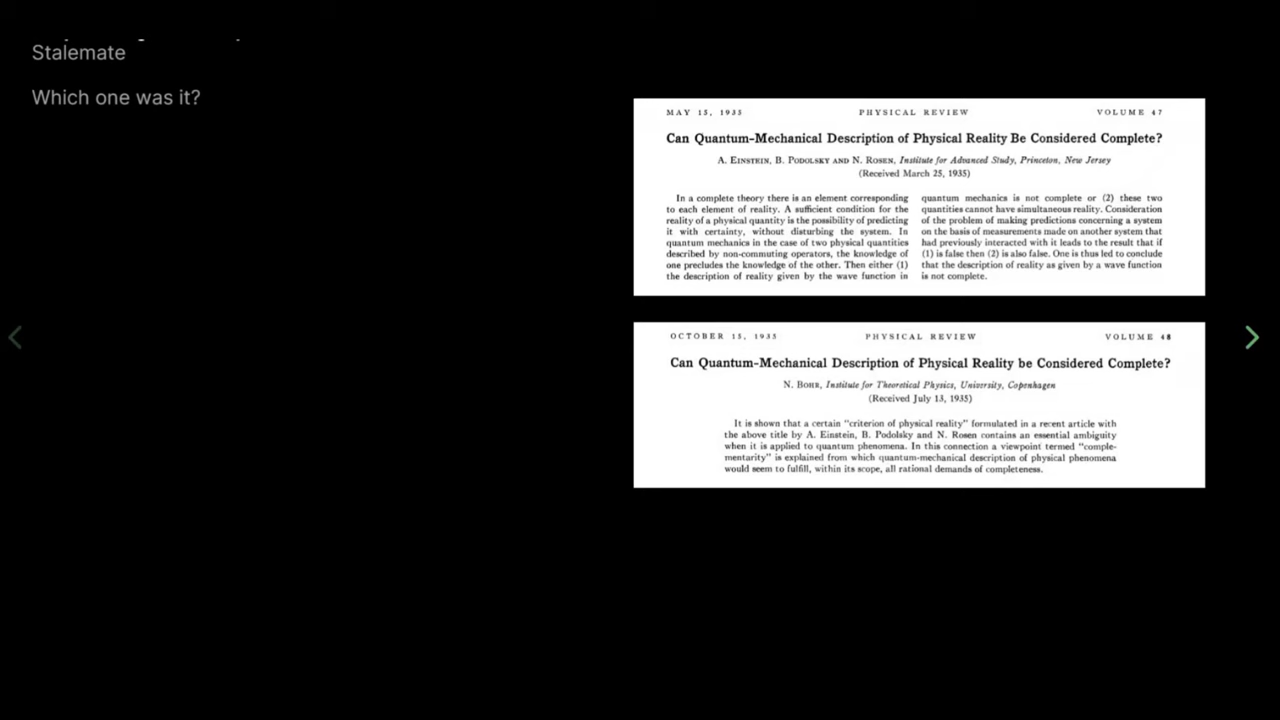 Stalemate
Which one was it?
MAY 15, 1935 PHYSICAL REVIEW VOLUME 47
Can Quantum-Mechanical Description of Physical Reality Be Considered Complete?
A. EINSTEIN, B. PODOLSKY AND N. ROSEN, Institute for Advanced Study, Princeton, New Jersey
(Received March 25, 1935)
In a complete theory there is an element corresponding
to each element of reality. A sufficient condition for the
reality of a physical quantity is the possibility of predicting
it with certainty, without disturbing the system. In
quantum mechanics in the case of two physical quantities
described by non-commuting operators, the knowledge of
one precludes the knowledge of the other. Then either (1)
the description of reality given by the wave function in
quantum mechanics is not complete or (2) these two
quantities cannot have simultaneous reality. Consideration
of the problem of making predictions concerning a system
on the basis of measurements made on another system that
had previously interacted with it leads to the result that if
(1) is false then (2) is also false. One is thus led to conclude
that the description of reality as given by a wave function
is not complete.
OCTOBER 15, 1935 PHYSICAL REVIEW VOLUME 48
Can Quantum-Mechanical Description of Physical Reality be Considered Complete?
N. BOHR, Institute for Theoretical Physics, University, Copenhagen
(Received July 13, 1935)
It is shown that a certain "criterion of physical reality" formulated in a recent article with
the above title by A. Einstein, B. Podolsky and N. Rosen contains an essential ambiguity
when it is applied to quantum phenomena. In this connection a viewpoint termed "comple-
mentarity" is explained from which quantum-mechanical description of physical phenomena
would seem to fulfill, within its scope, all rational demands of completeness.